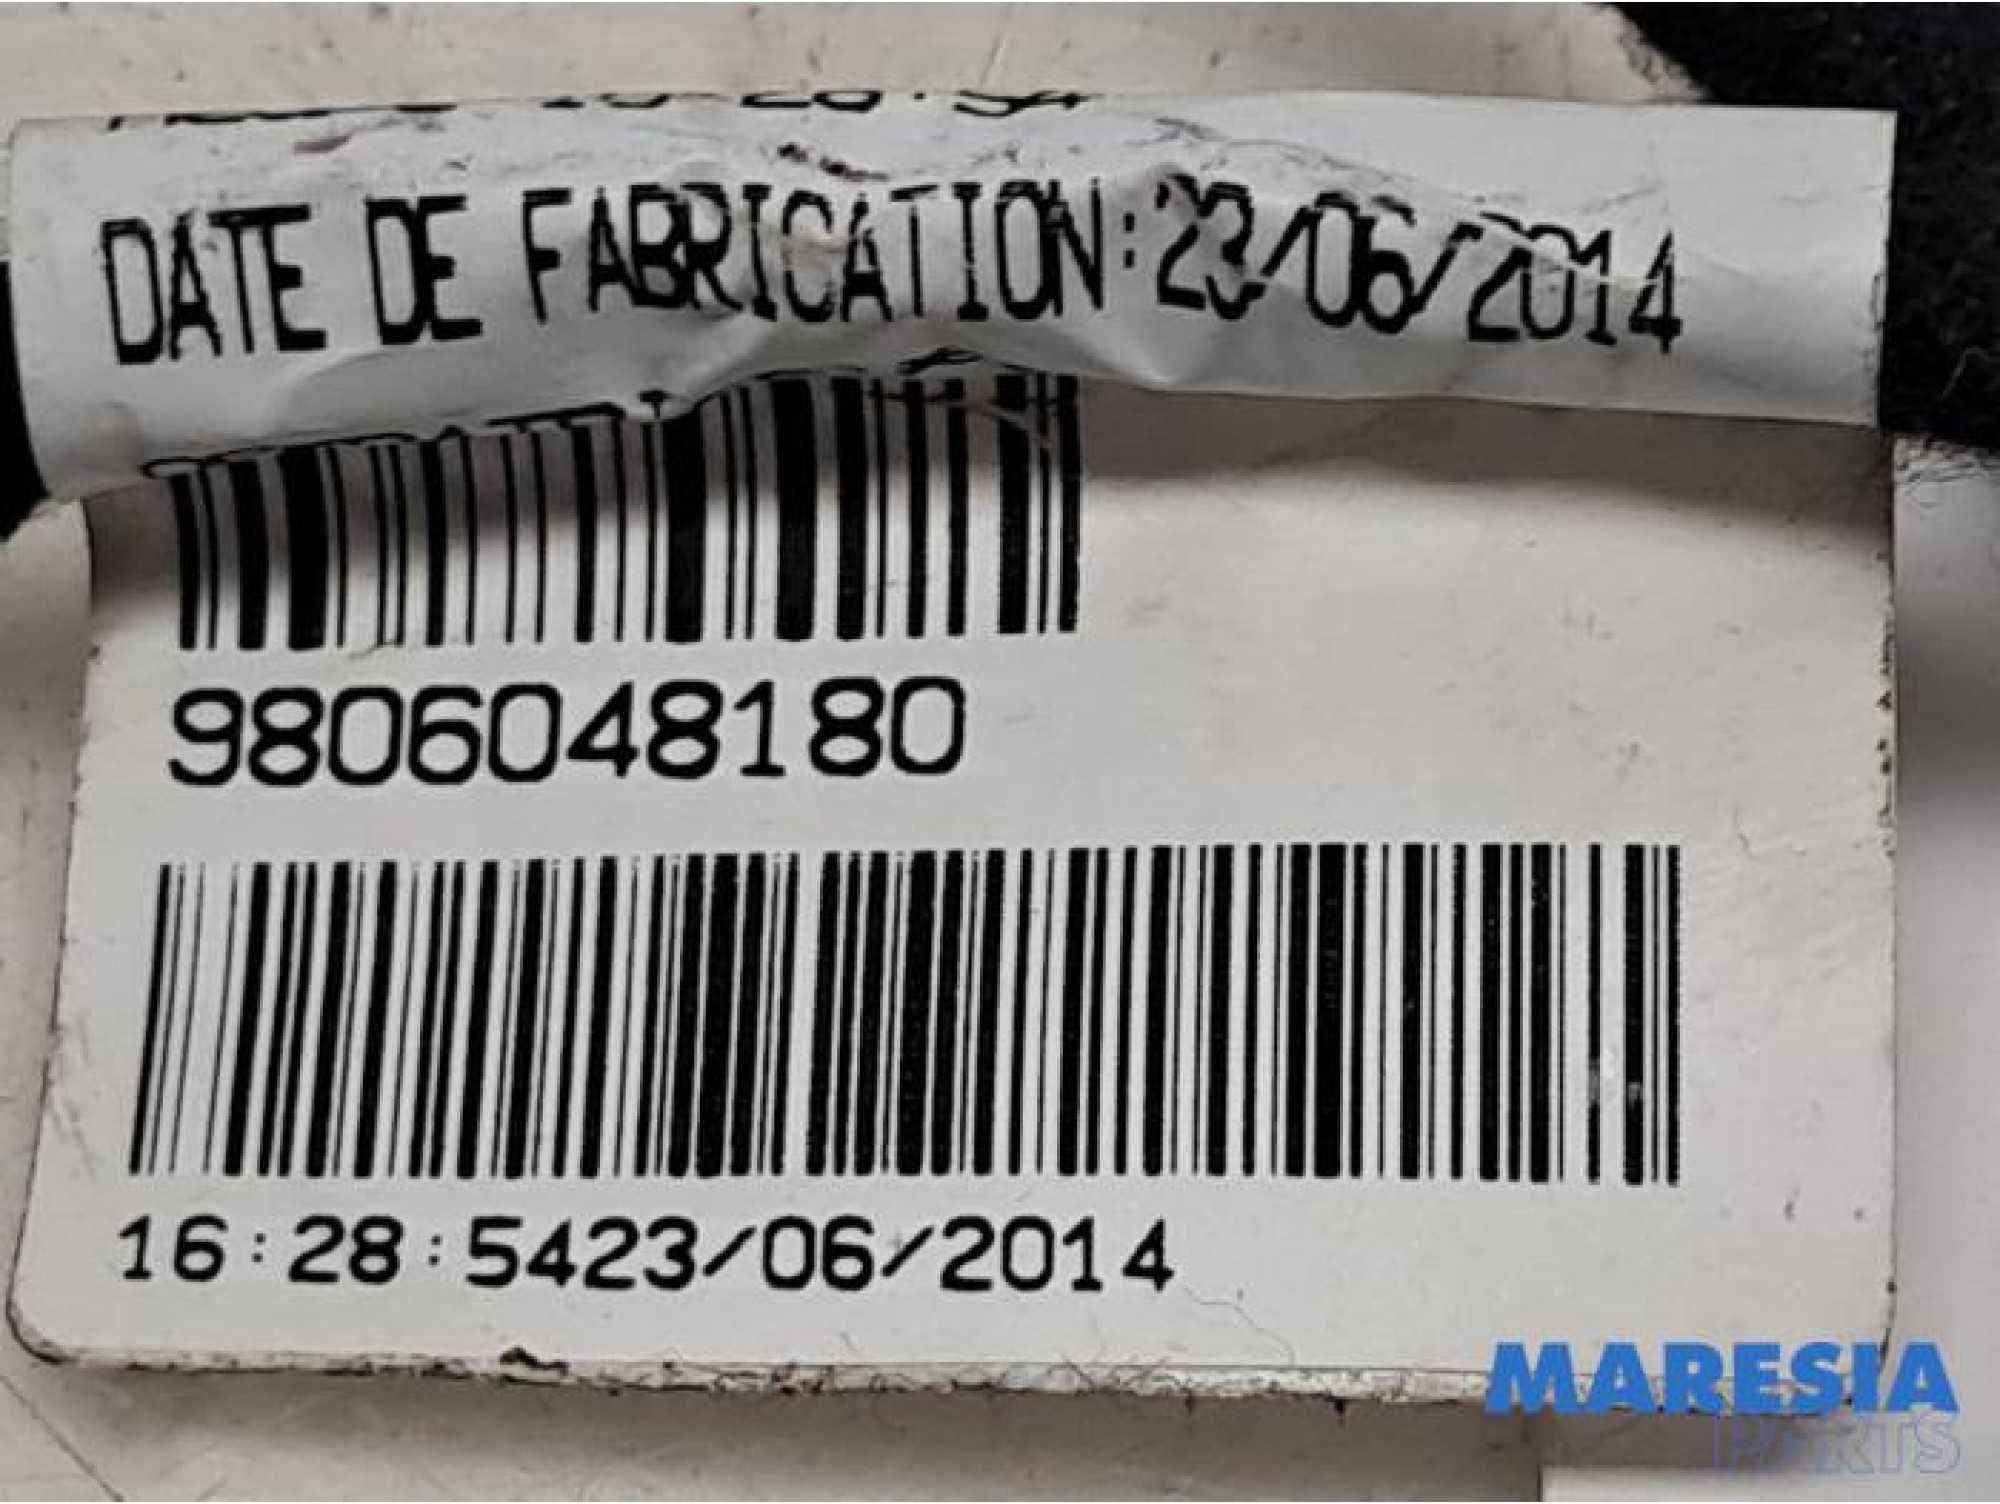 DATE DE FABRICATION:23/06/2014
9806048180
16:28:5423/06/2014
MARESIA
PARTS